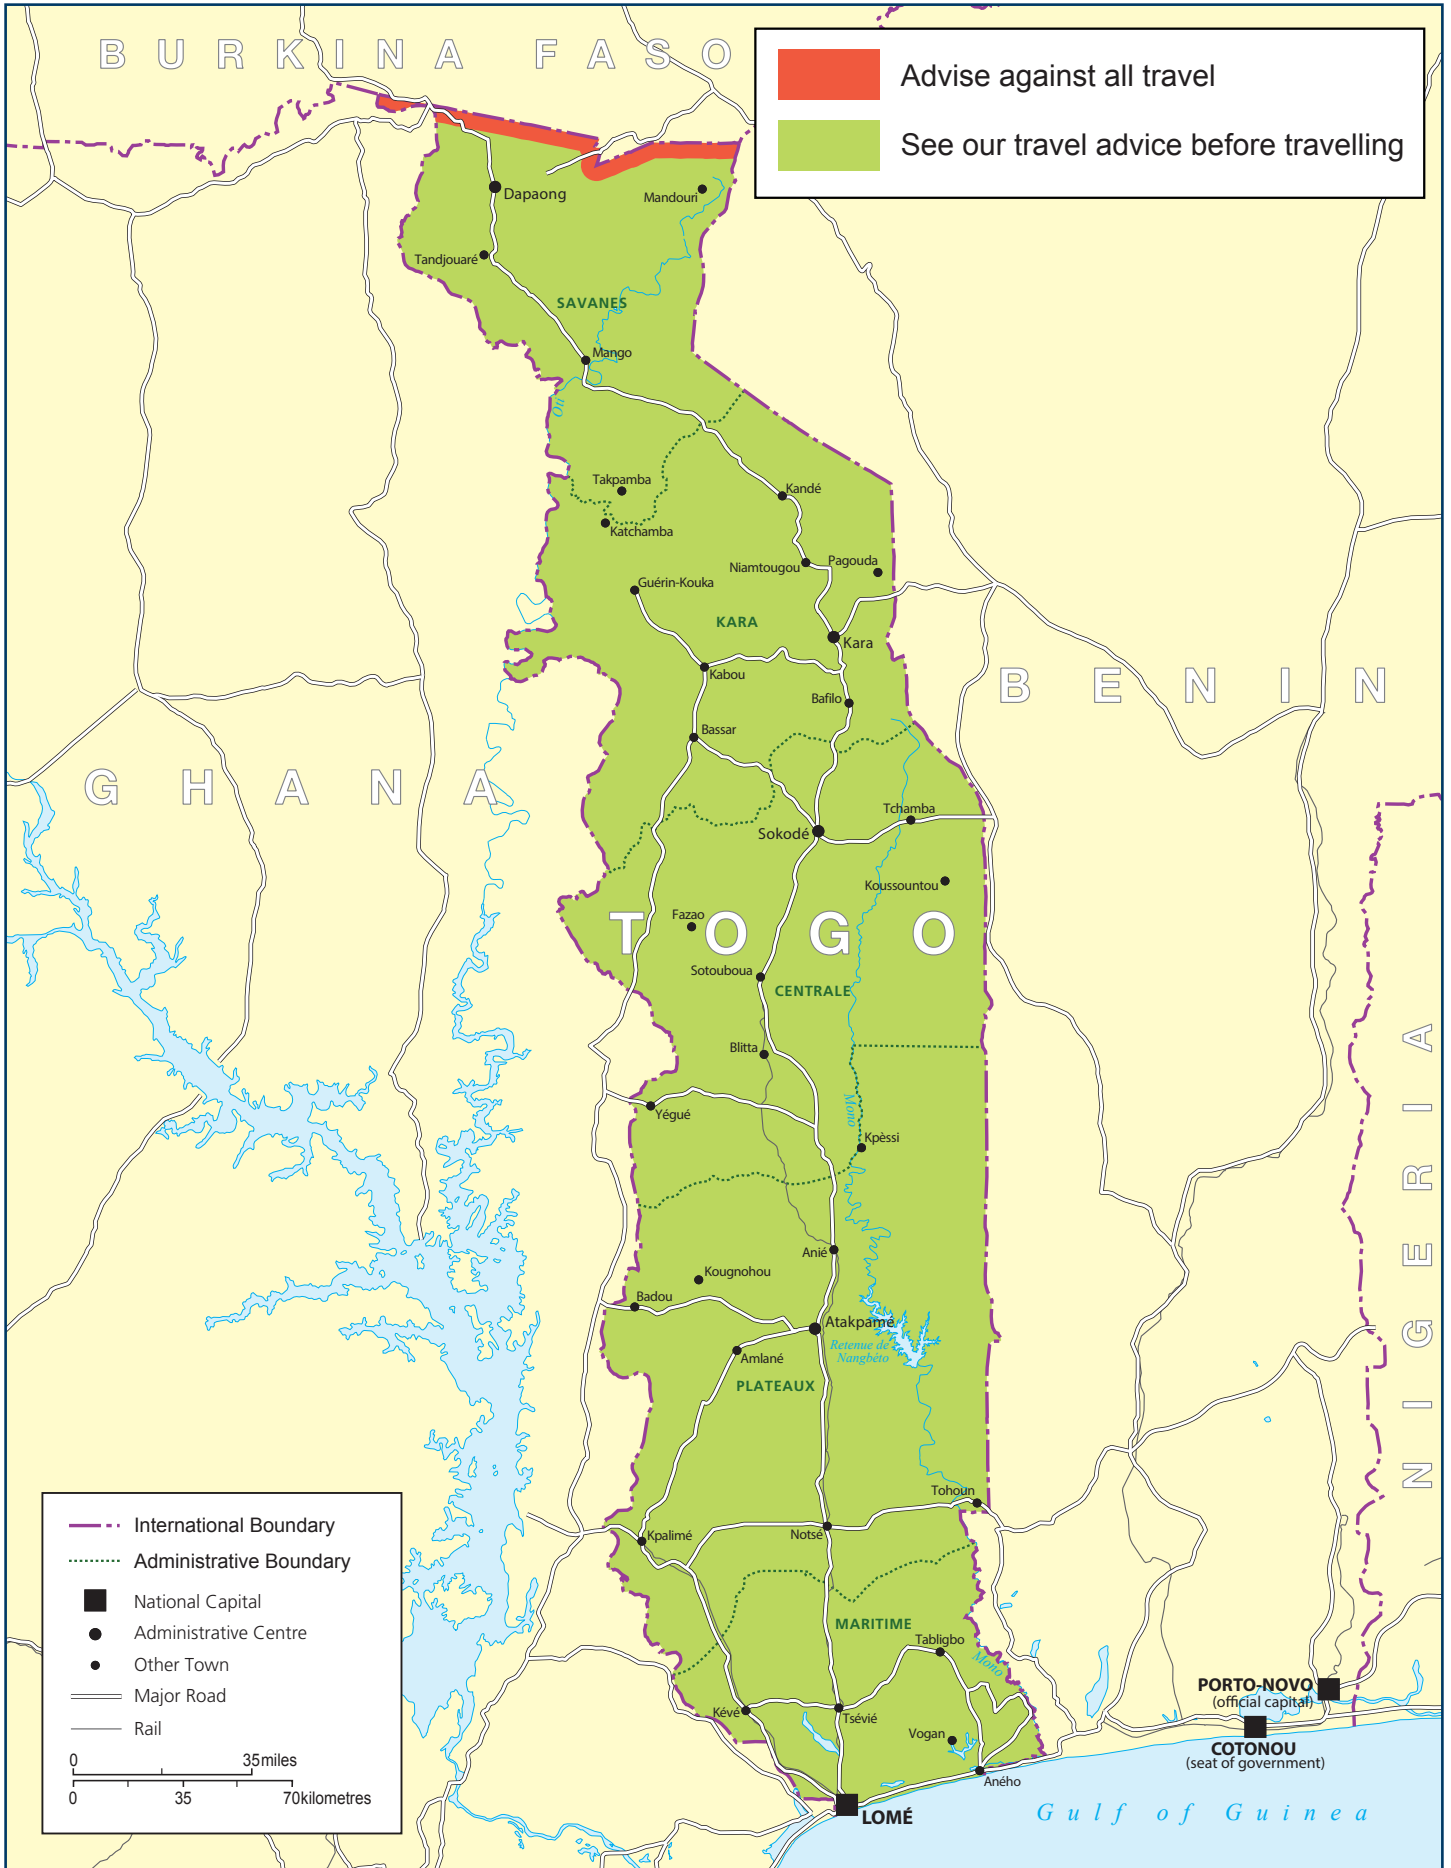 BURKINA FASO
Advise against all travel
See our travel advice before travelling
Dapaong
Mandouri
Tandjouaré
SAVANES
Mango
Oti
Takpamba
Kandé
Katchamba
Niamtougou
Pagouda
Guérin-Kouka
KARA
Kara
Kabou
BENIN
Bafilo
Bassar
GHANA
Tchamba
Sokodé
Koussountou
Fazao
TOGO
Sotouboua
CENTRALE
Blitta
Mono
Yégué
Kpèssi
NIGERIA
Anié
Kougnohou
Badou
Atakpamé
Retenue de
Nangbéto
Amlané
PLATEAUX
Tohoun
Notsé
Kpalimé
MARITIME
Tabligbo
Mono
PORTO-NOVO
(official capital)
Kévé
Tsévié
Vogan
COTONOU
(seat of government)
Aného
LOMÉ
Gulf of Guinea
International Boundary
Administrative Boundary
National Capital
Administrative Centre
Other Town
Major Road
Rail
0 35miles
0 35 70kilometres